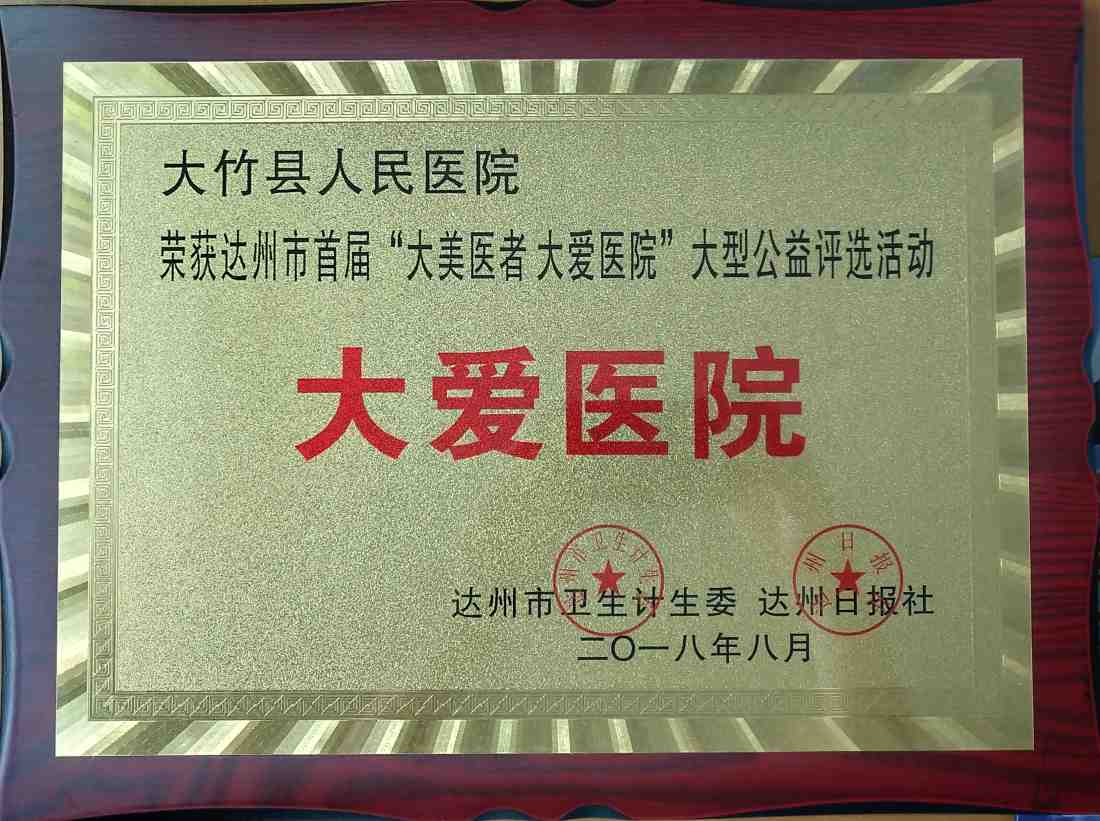 大竹县人民医院
荣获达州市首届“大美医者 大爱医院”大型公益评选活动
大爱医院
达州市卫生计生委 达州日报社
二〇一八年八月